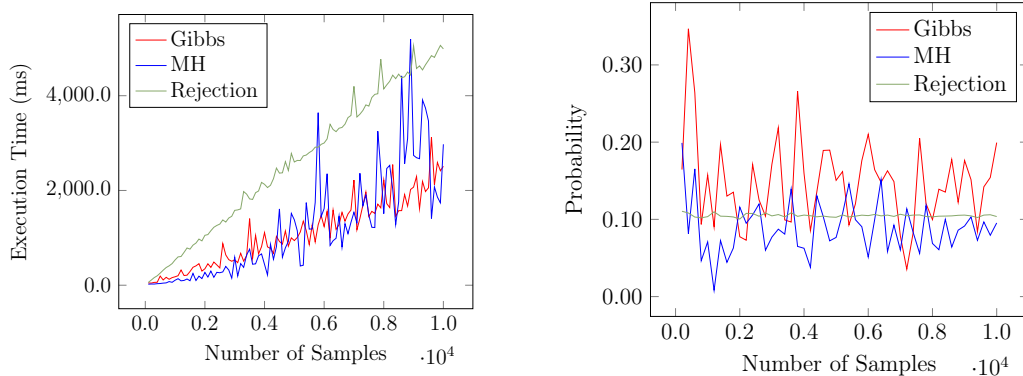 Execution Time (ms)
4,000.0
2,000.0
0.0
Gibbs
MH
Rejection
0.0 0.2 0.4 0.6 0.8 1.0
Number of Samples ·10^4
Probability
0.30
0.20
0.10
0.00
Gibbs
MH
Rejection
0.0 0.2 0.4 0.6 0.8 1.0
Number of Samples ·10^4